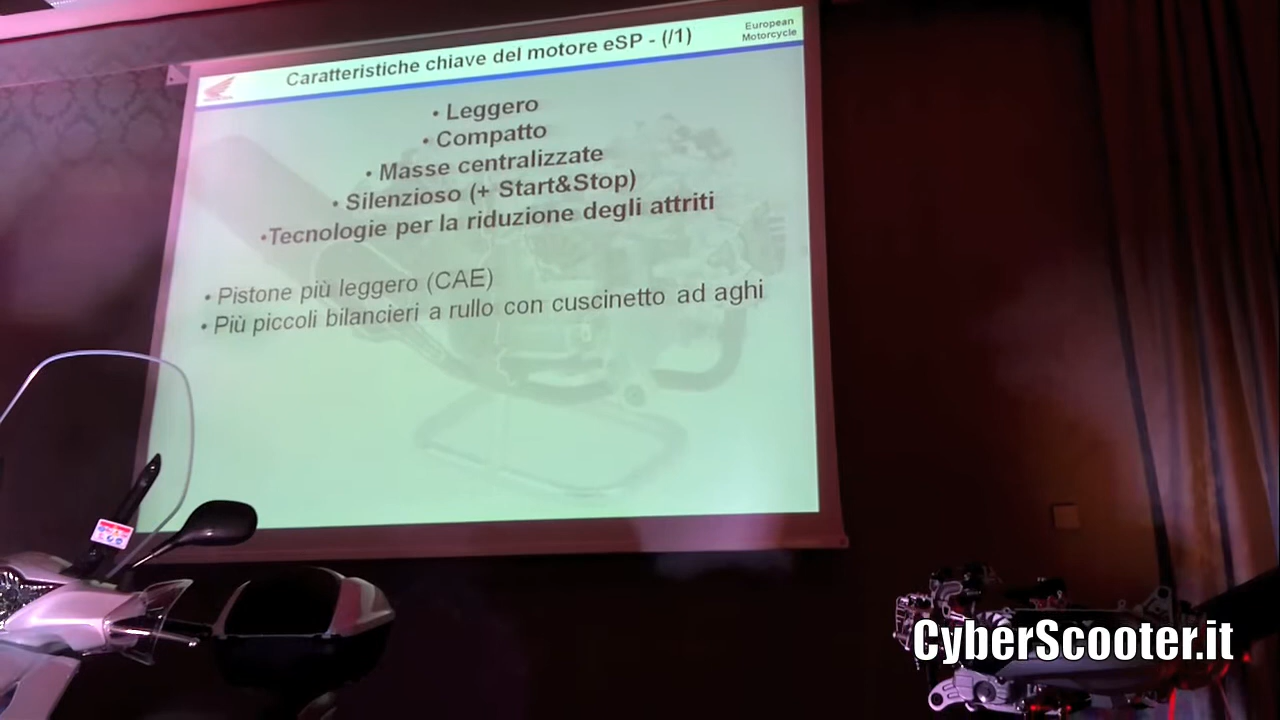 Caratteristiche chiave del motore eSP - (/1)
European
Motorcycle
• Leggero
• Compatto
• Masse centralizzate
• Silenzioso (+ Start&Stop)
•Tecnologie per la riduzione degli attriti
• Pistone più leggero (CAE)
• Più piccoli bilancieri a rullo con cuscinetto ad aghi
CyberScooter.it